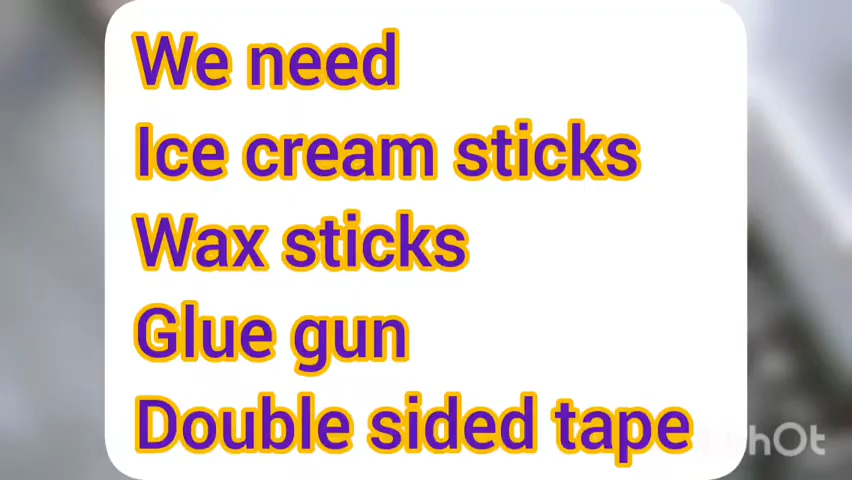 We need
Ice cream sticks
Wax sticks
Glue gun
Double sided tape